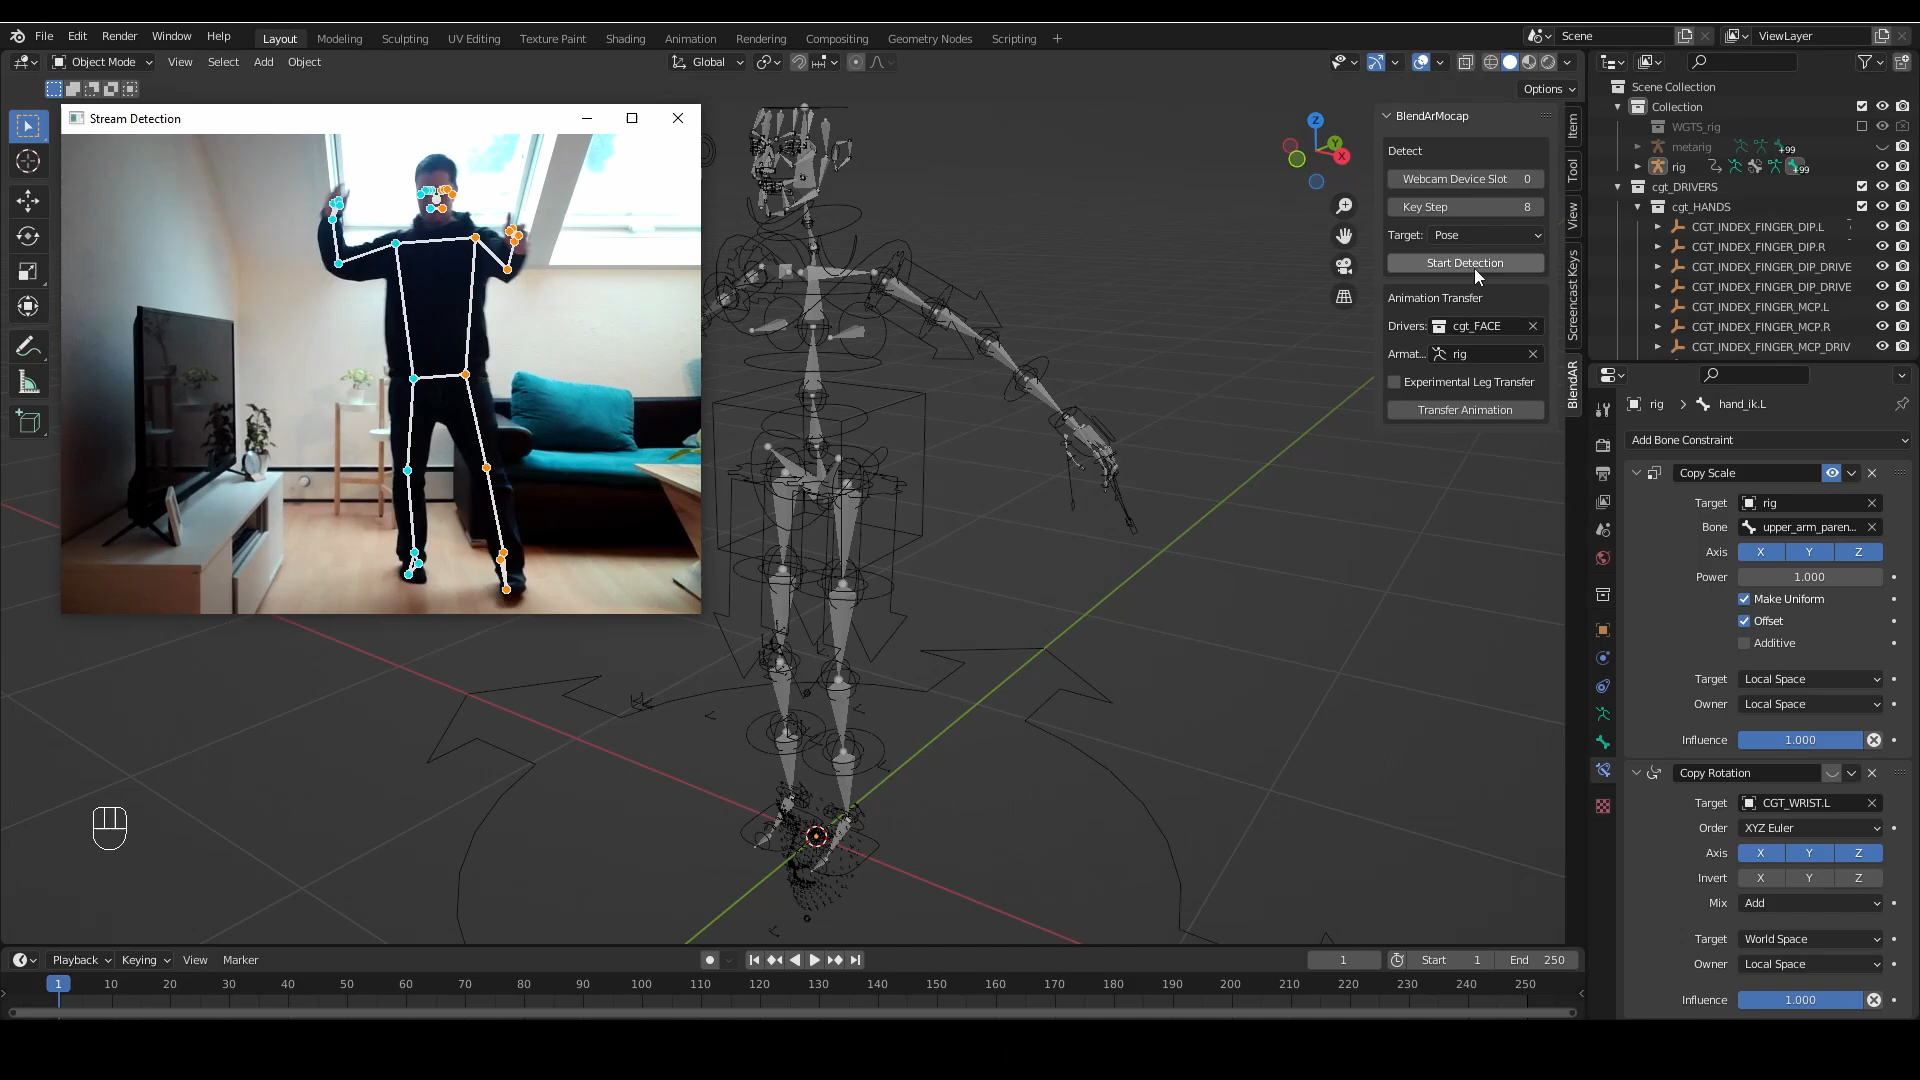 File Edit Render Window Help
Layout Modeling Sculpting UV Editing Texture Paint Shading Animation Rendering Compositing Geometry Nodes Scripting +
Scene
ViewLayer
Object Mode View Select Add Object
Global
Options
Stream Detection
BlendArMocap
Detect
Webcam Device Slot 0
Key Step 8
Target: Pose
Start Detection
Animation Transfer
Drivers: cgt_FACE
Armat... rig
Experimental Leg Transfer
Transfer Animation
Item
Tool
View
Screencast Keys
BlendAR
Z
Y
X
Scene Collection
Collection
WGTS_rig
metarig +99
rig +99
cgt_DRIVERS
cgt_HANDS
CGT_INDEX_FINGER_DIP.L
CGT_INDEX_FINGER_DIP.R
CGT_INDEX_FINGER_DIP_DRIVE
CGT_INDEX_FINGER_DIP_DRIVE
CGT_INDEX_FINGER_MCP.L
CGT_INDEX_FINGER_MCP.R
CGT_INDEX_FINGER_MCP_DRIV
rig > hand_ik.L
Add Bone Constraint
Copy Scale
Target rig
Bone upper_arm_paren...
Axis X Y Z
Power 1.000
Make Uniform
Offset
Additive
Target Local Space
Owner Local Space
Influence 1.000
Copy Rotation
Target CGT_WRIST.L
Order XYZ Euler
Axis X Y Z
Invert X Y Z
Mix Add
Target World Space
Owner Local Space
Influence 1.000
Playback Keying View Marker
1 Start 1 End 250
1 10 20 30 40 50 60 70 80 90 100 110 120 130 140 150 160 170 180 190 200 210 220 230 240 250